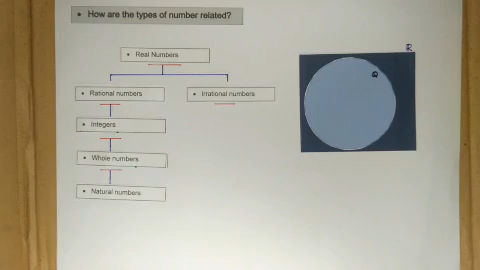 • How are the types of number related?
• Real Numbers
• Rational numbers
• Irrational numbers
• Integers
• Whole numbers
• Natural numbers
R
Q